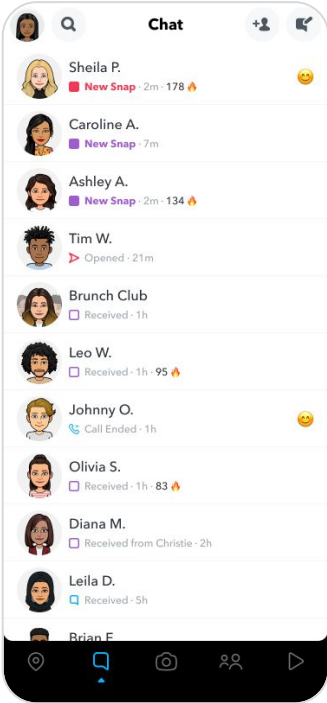 Chat
Sheila P.
New Snap · 2m · 178🔥
Caroline A.
New Snap · 7m
Ashley A.
New Snap · 2m · 134🔥
Tim W.
Opened · 21m
Brunch Club
Received · 1h
Leo W.
Received · 1h · 95🔥
Johnny O.
Call Ended · 1h
Olivia S.
Received · 1h · 83🔥
Diana M.
Received from Christie · 2h
Leila D.
Received · 5h
Brian